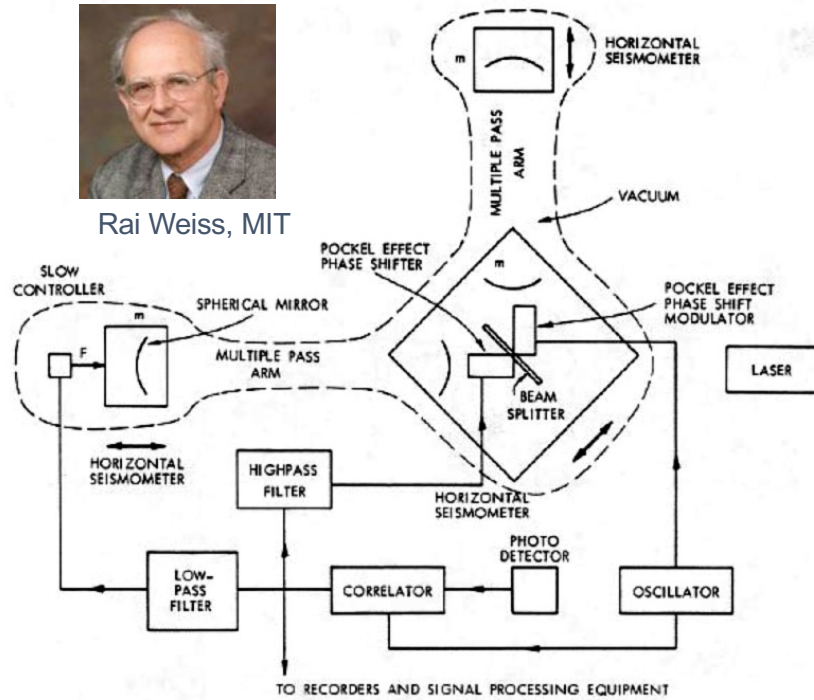 Rai Weiss, MIT
m
HORIZONTAL
SEISMOMETER
MULTIPLE PASS
ARM
VACUUM
POCKEL EFFECT
PHASE SHIFTER
m
POCKEL EFFECT
PHASE SHIFT
MODULATOR
SLOW
CONTROLLER
m
SPHERICAL MIRROR
F
MULTIPLE PASS
ARM
BEAM
SPLITTER
LASER
HORIZONTAL
SEISMOMETER
HIGHPASS
FILTER
HORIZONTAL
SEISMOMETER
PHOTO
DETECTOR
LOW-
PASS
FILTER
CORRELATOR
OSCILLATOR
TO RECORDERS AND SIGNAL PROCESSING EQUIPMENT